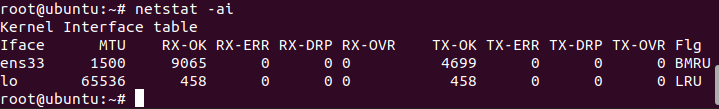 root@ubuntu:~# netstat -ai
Kernel Interface table
Iface      MTU    RX-OK RX-ERR RX-DRP RX-OVR    TX-OK TX-ERR TX-DRP TX-OVR Flg
ens33     1500     9065      0      0 0          4699      0      0      0 BMRU
lo       65536      458      0      0 0           458      0      0      0 LRU
root@ubuntu:~#